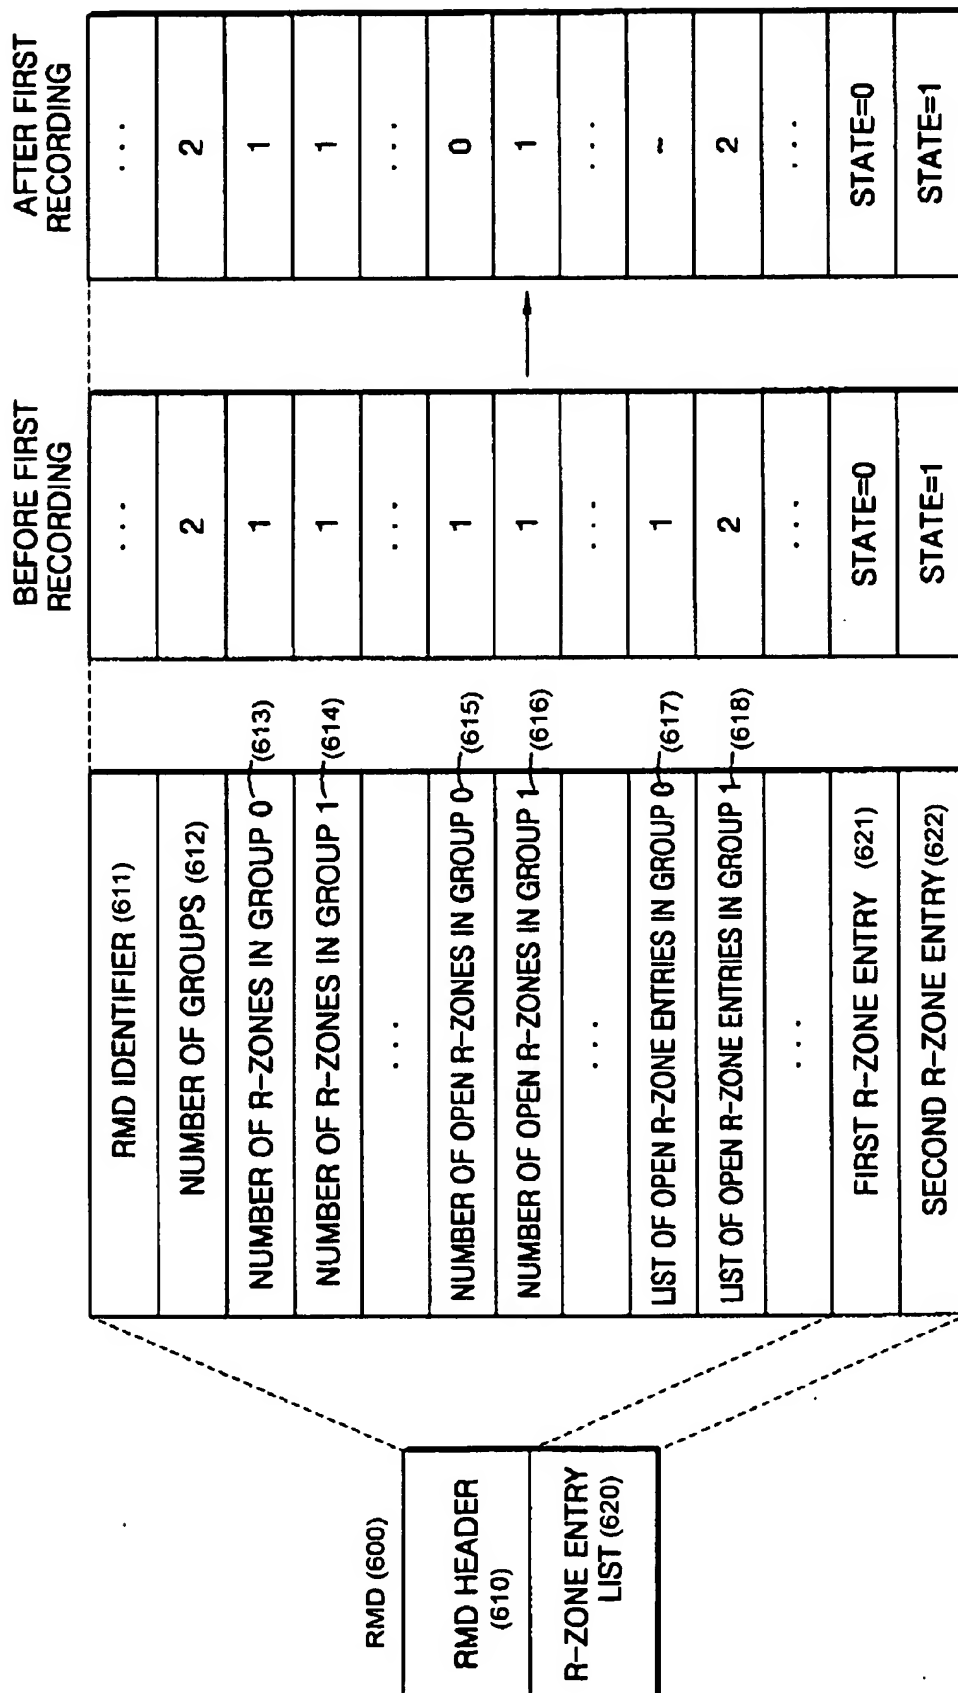 RMD (600)
RMD HEADER
(610)
R-ZONE ENTRY
LIST (620)
RMD IDENTIFIER (611)
NUMBER OF GROUPS (612)
NUMBER OF R-ZONES IN GROUP 0 (613)
NUMBER OF R-ZONES IN GROUP 1 (614)
...
NUMBER OF OPEN R-ZONES IN GROUP 0 (615)
NUMBER OF OPEN R-ZONES IN GROUP 1 (616)
...
LIST OF OPEN R-ZONE ENTRIES IN GROUP 0 (617)
LIST OF OPEN R-ZONE ENTRIES IN GROUP 1 (618)
...
FIRST R-ZONE ENTRY (621)
SECOND R-ZONE ENTRY (622)
BEFORE FIRST
RECORDING
...
2
1
1
...
1
1
...
1
2
...
STATE=0
STATE=1
AFTER FIRST
RECORDING
...
2
1
1
...
0
1
...
~
2
...
STATE=0
STATE=1